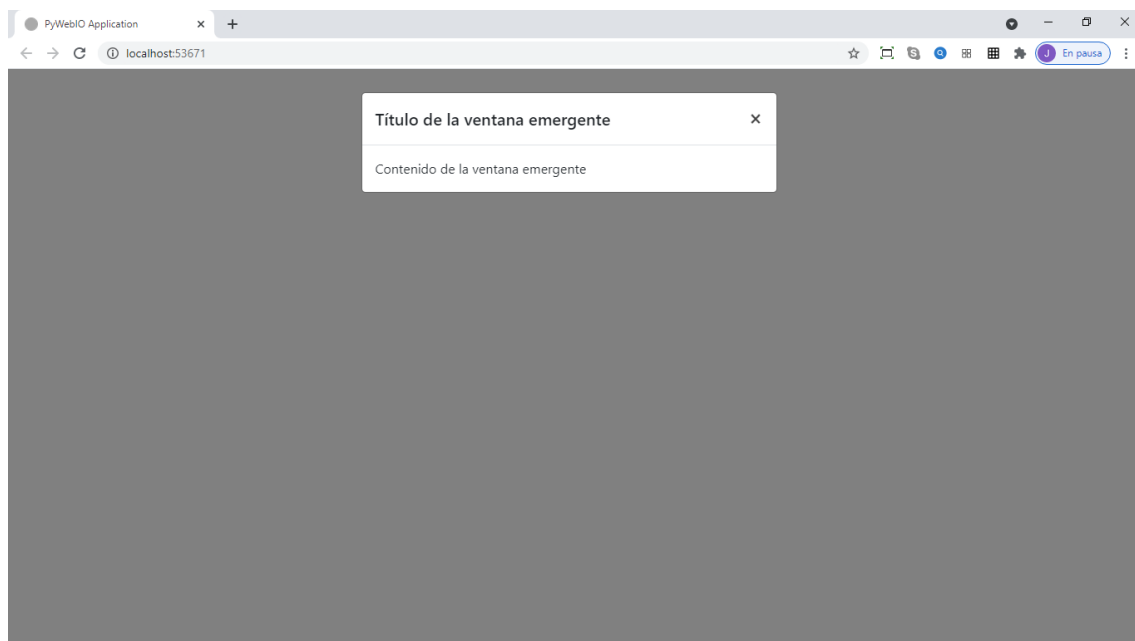 PyWebIO Application
localhost:53671
J En pausa
Título de la ventana emergente
Contenido de la ventana emergente